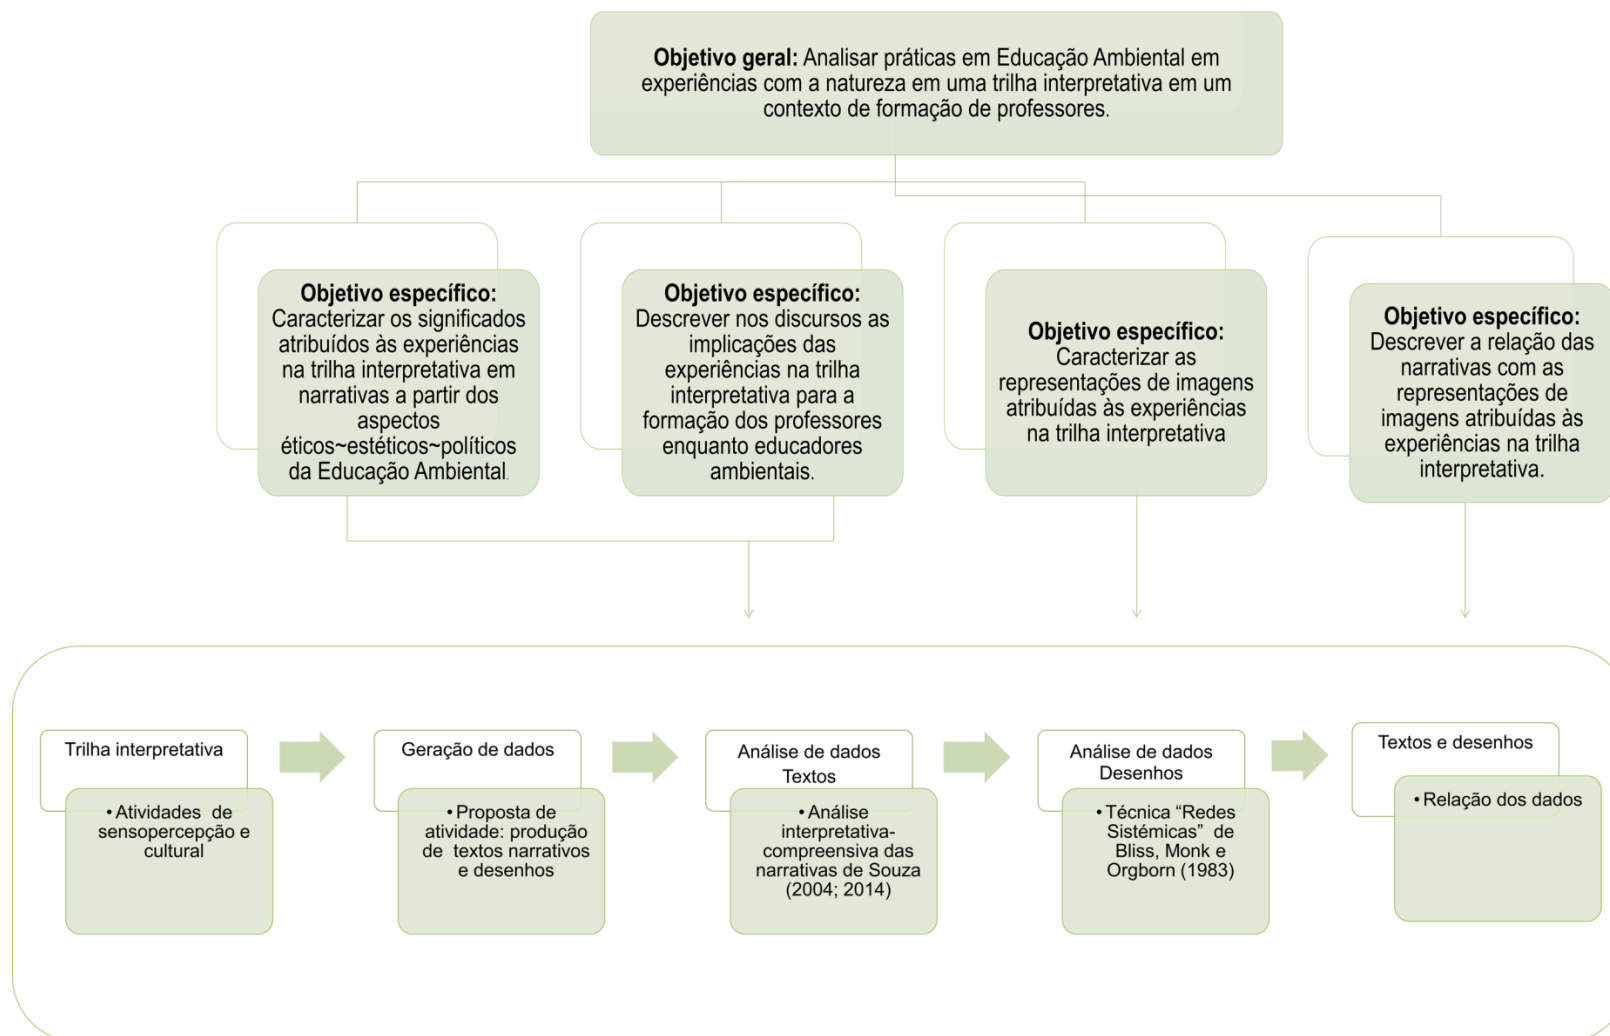 Objetivo geral: Analisar práticas em Educação Ambiental em
experiências com a natureza em uma trilha interpretativa em um
contexto de formação de professores.
Objetivo específico:
Caracterizar os significados
atribuídos às experiências
na trilha interpretativa em
narrativas a partir dos
aspectos
éticos~estéticos~políticos
da Educação Ambental.
Objetivo específico:
Descrever nos discursos as
implicações das
experiências na trilha
interpretativa para a
formação dos professores
enquanto educadores
ambientais.
Objetivo específico:
Caracterizar as
representações de imagens
atribuídas às experiências
na trilha interpretativa
Objetivo específico:
Descrever a relação das
narrativas com as
representações de
imagens atribuídas às
experiências na trilha
interpretativa.
Trilha interpretativa
• Atividades de
sensopercepção e
cultural
Geração de dados
• Proposta de
atividade: produção
de textos narrativos
e desenhos
Análise de dados
Textos
• Análise
interpretativa-
compreensiva das
narrativas de Souza
(2004; 2014)
Análise de dados
Desenhos
• Técnica “Redes
Sistémicas” de
Bliss, Monk e
Orgborn (1983)
Textos e desenhos
• Relação dos dados